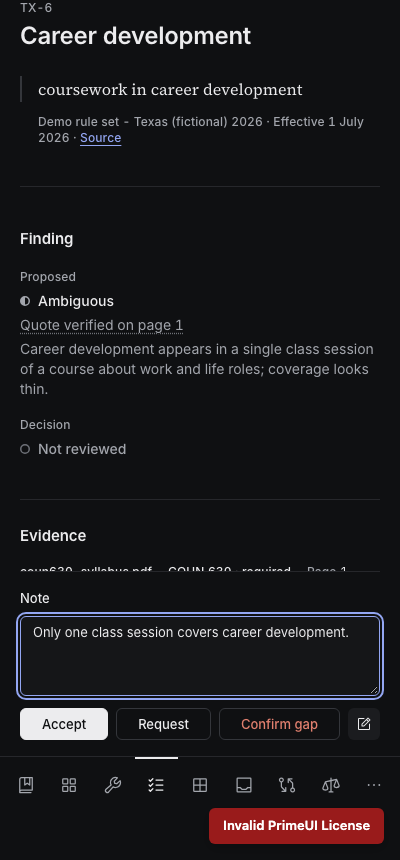 TX-6
Career development
coursework in career development
Demo rule set - Texas (fictional) 2026 · Effective 1 July
2026 · Source
Finding
Proposed
Ambiguous
Quote verified on page 1
Career development appears in a single class session
of a course about work and life roles; coverage looks
thin.
Decision
Not reviewed
Evidence
Note
Only one class session covers career development.
Accept
Request
Confirm gap
Invalid PrimeUI License